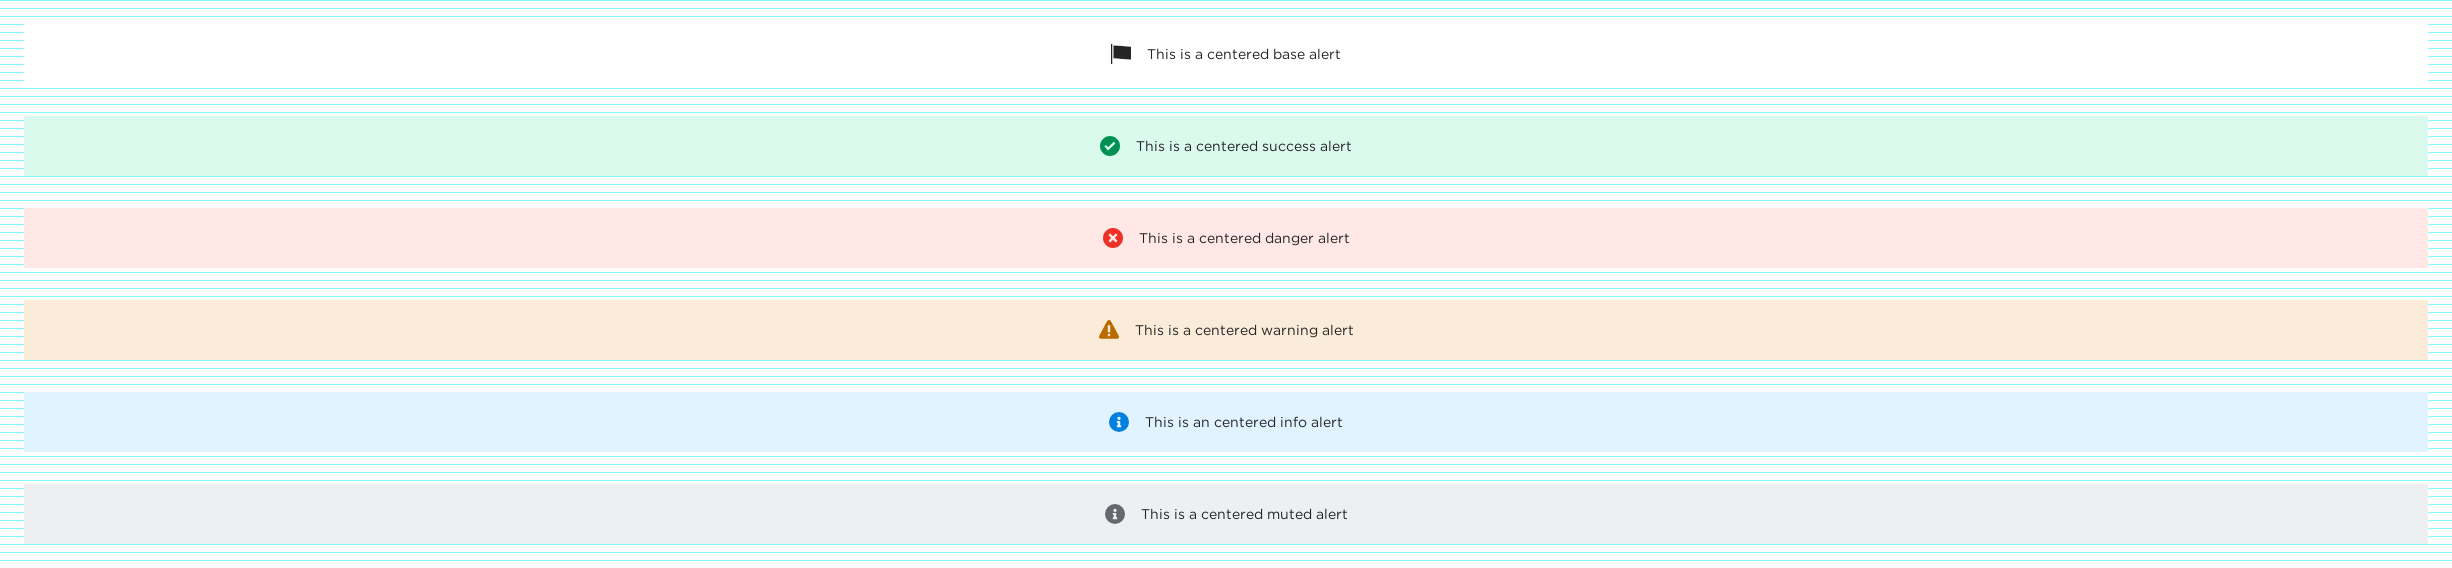 This is a centered base alert
This is a centered success alert
This is a centered danger alert
This is a centered warning alert
This is an centered info alert
This is a centered muted alert